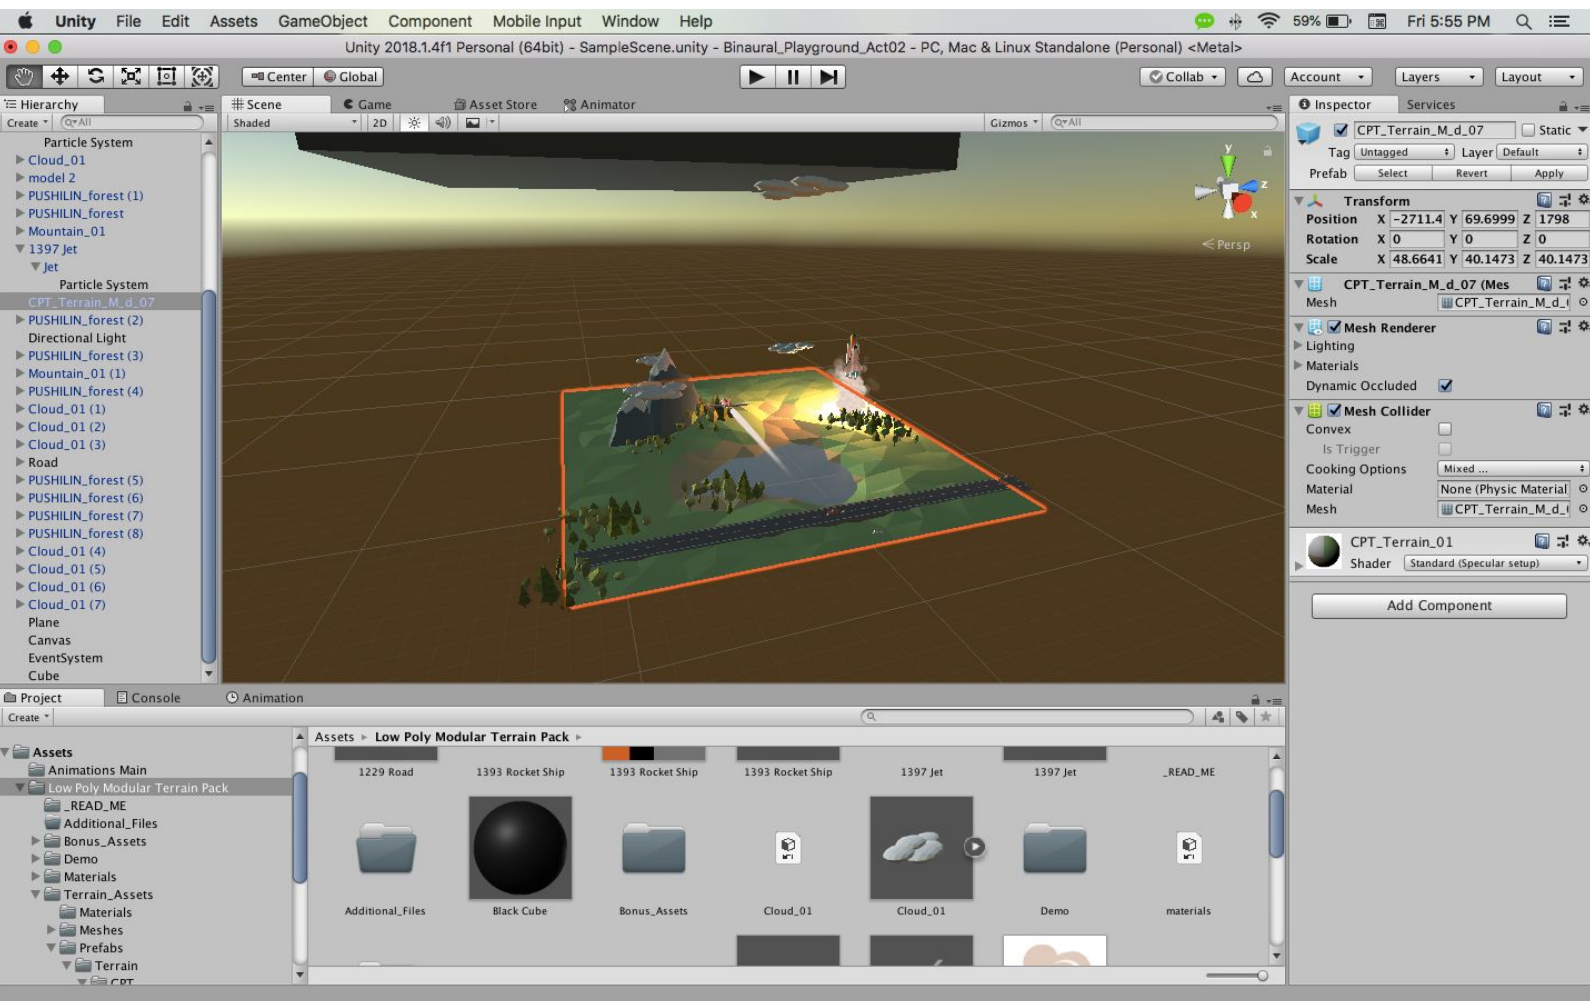 Unity File Edit Assets GameObject Component Mobile Input Window Help 59% Fri 5:55 PM
Unity 2018.1.4f1 Personal (64bit) - SampleScene.unity - Binaural_Playground_Act02 - PC, Mac & Linux Standalone (Personal) <Metal>
Center Global Collab Account Layers Layout
Hierarchy
Create All
Particle System
Cloud_01
model 2
PUSHILIN_forest (1)
PUSHILIN_forest
Mountain_01
1397 Jet
Jet
Particle System
CPT_Terrain_M_d_07
PUSHILIN_forest (2)
Directional Light
PUSHILIN_forest (3)
Mountain_01 (1)
PUSHILIN_forest (4)
Cloud_01 (1)
Cloud_01 (2)
Cloud_01 (3)
Road
PUSHILIN_forest (5)
PUSHILIN_forest (6)
PUSHILIN_forest (7)
PUSHILIN_forest (8)
Cloud_01 (4)
Cloud_01 (5)
Cloud_01 (6)
Cloud_01 (7)
Plane
Canvas
EventSystem
Cube
Scene Game Asset Store Animator
Shaded 2D Gizmos All
y
z
x
Persp
Inspector Services
CPT_Terrain_M_d_07 Static
Tag Untagged Layer Default
Prefab Select Revert Apply
Transform
Position X -2711.4 Y 69.6999 Z 1798
Rotation X 0 Y 0 Z 0
Scale X 48.6641 Y 40.1473 Z 40.1473
CPT_Terrain_M_d_07 (Mes
Mesh CPT_Terrain_M_d_
Mesh Renderer
Lighting
Materials
Dynamic Occluded
Mesh Collider
Convex
Is Trigger
Cooking Options Mixed ...
Material None (Physic Material
Mesh CPT_Terrain_M_d_
CPT_Terrain_01
Shader Standard (Specular setup)
Add Component
Project Console Animation
Create
Assets
Animations Main
Low Poly Modular Terrain Pack
_READ_ME
Additional_Files
Bonus_Assets
Demo
Materials
Terrain_Assets
Materials
Meshes
Prefabs
Terrain
CPT
Assets Low Poly Modular Terrain Pack
1229 Road 1393 Rocket Ship 1393 Rocket Ship 1393 Rocket Ship 1397 Jet 1397 Jet _READ_ME
Additional_Files Black Cube Bonus_Assets Cloud_01 Cloud_01 Demo materials